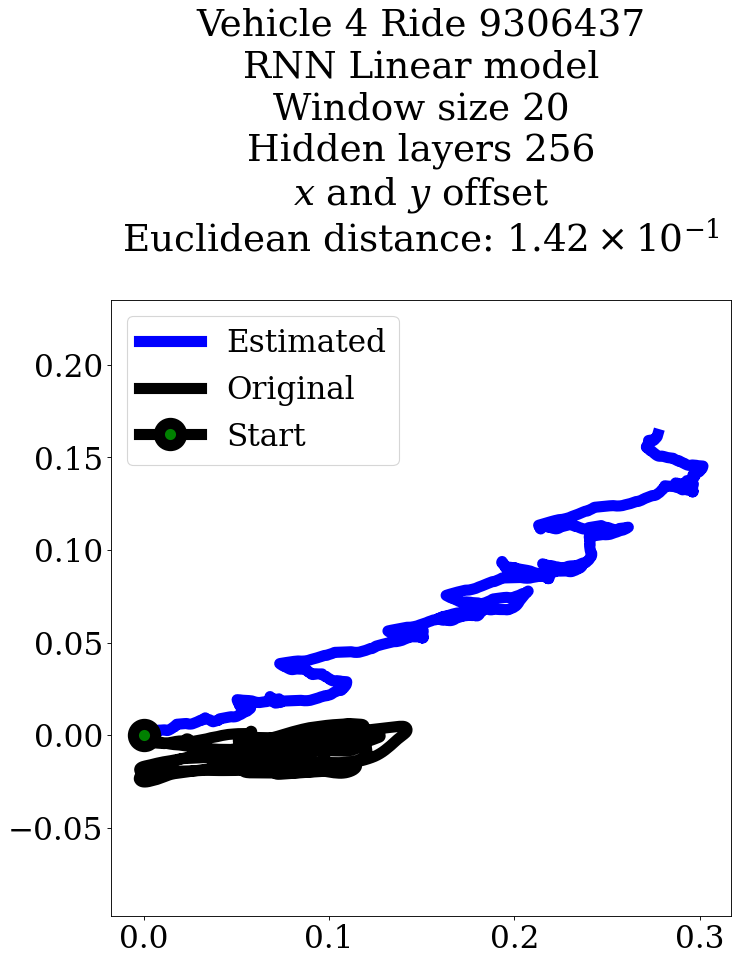 Vehicle 4 Ride 9306437
RNN Linear model
Window size 20
Hidden layers 256
x and y offset
Euclidean distance: 1.42 × 10⁻¹
Estimated
Original
Start
0.20
0.15
0.10
0.05
0.00
−0.05
0.0 0.1 0.2 0.3